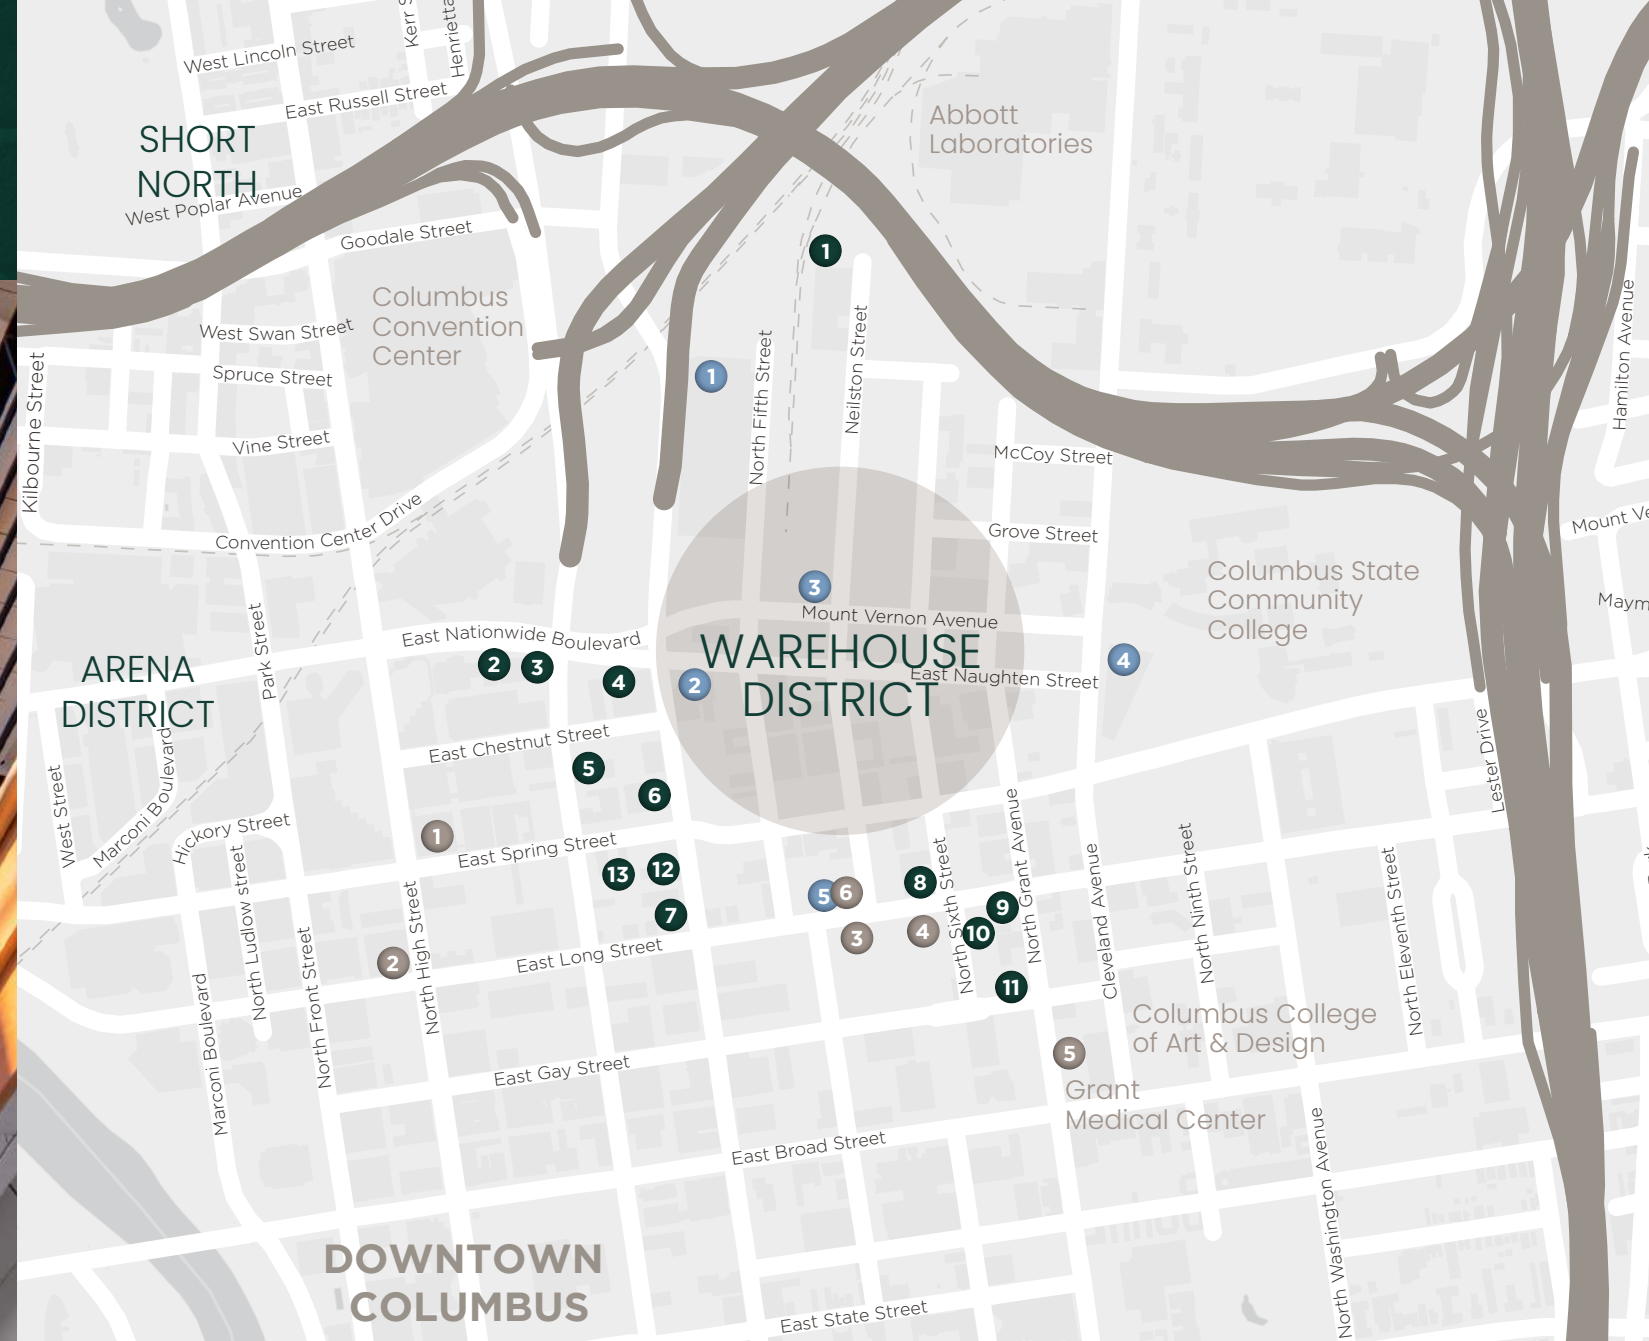 West Lincoln Street
East Russell Street
Henrietta
SHORT
NORTH
West Poplar Avenue
Goodale Street
Abbott
Laboratories
1
Columbus
Convention
Center
West Swan Street
Spruce Street
Vine Street
Kilbourne Street
Convention Center Drive
1
North Fifth Street
Neilston Street
McCoy Street
Grove Street
Hamilton Avenue
Columbus State
Community
College
3
Mount Vernon Avenue
WAREHOUSE
DISTRICT
East Naughten Street
4
2
East Nationwide Boulevard
2
3
4
Park Street
ARENA
DISTRICT
East Chestnut Street
5
6
West Street
Marconi Boulevard
Hickory Street
1
East Spring Street
13
12
7
5
6
3
4
8
9
10
11
North Sixth Street
North Grant Avenue
Cleveland Avenue
North Ninth Street
North Eleventh Street
Lester Drive
2
North High Street
North Ludlow street
North Front Street
Marconi Boulevard
East Long Street
East Gay Street
Columbus College
of Art & Design
5
Grant
Medical Center
East Broad Street
North Washington Avenue
DOWNTOWN
COLUMBUS
East State Street